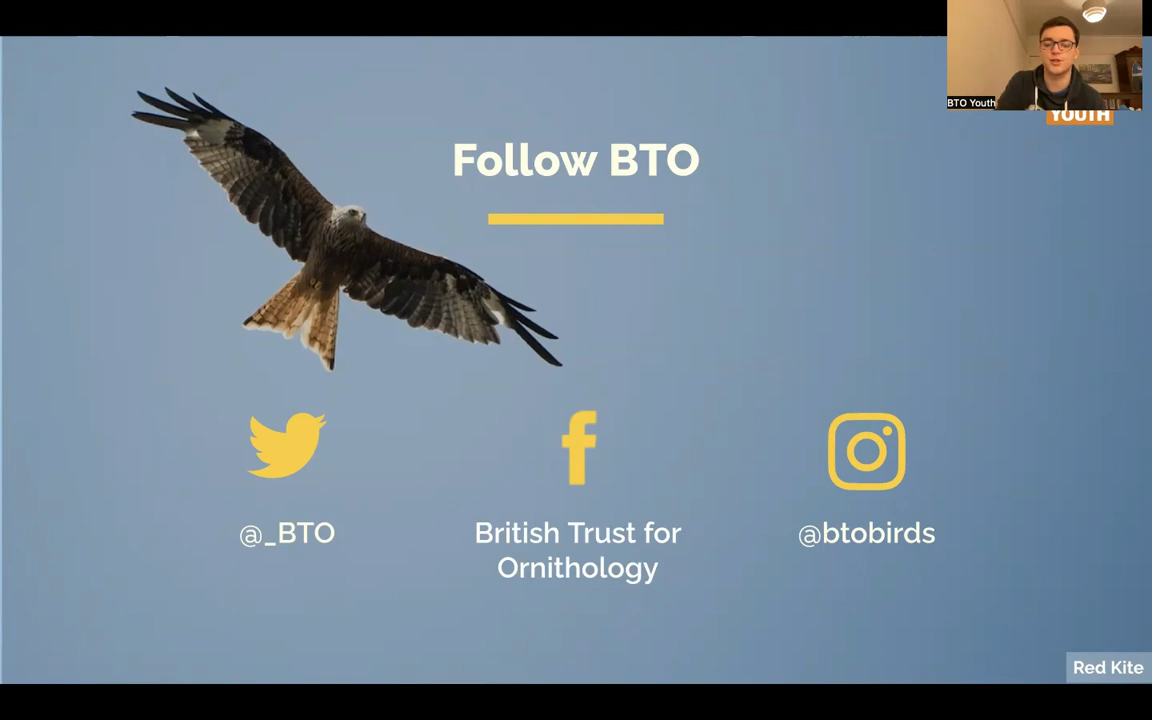 BTO Youth
YOUTH
Follow BTO
@_BTO
British Trust for
Ornithology
@btobirds
Red Kite